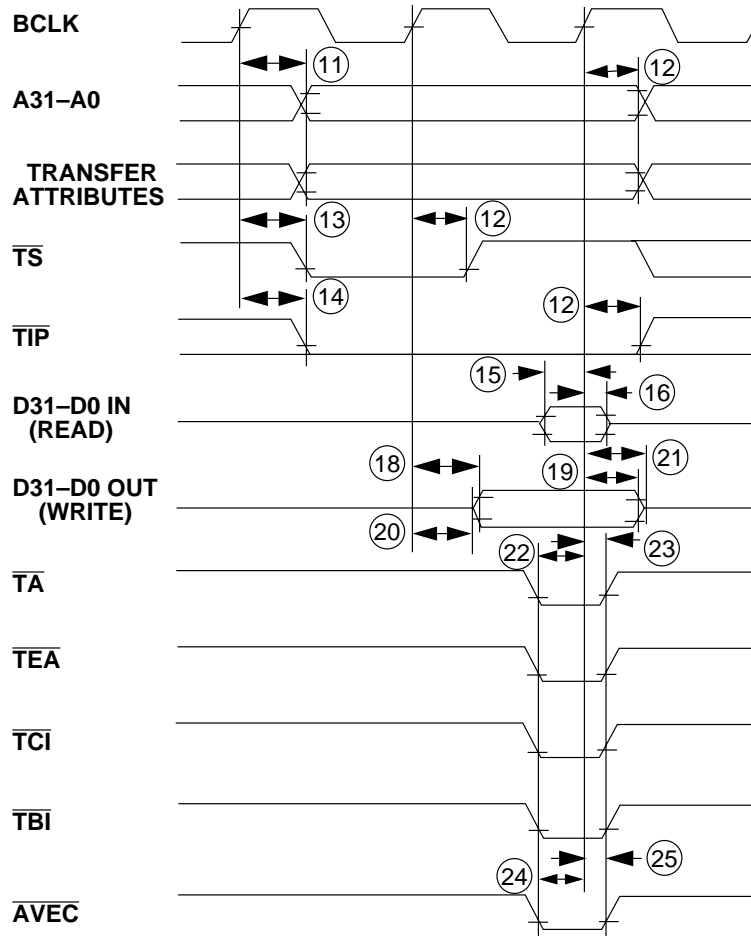 BCLK
11
12
A31–A0
TRANSFER
ATTRIBUTES
13
12
TS
14
12
TIP
15
16
D31–D0 IN
(READ)
18
21
19
D31–D0 OUT
(WRITE)
20
22
23
TA
TEA
TCI
TBI
25
24
AVEC